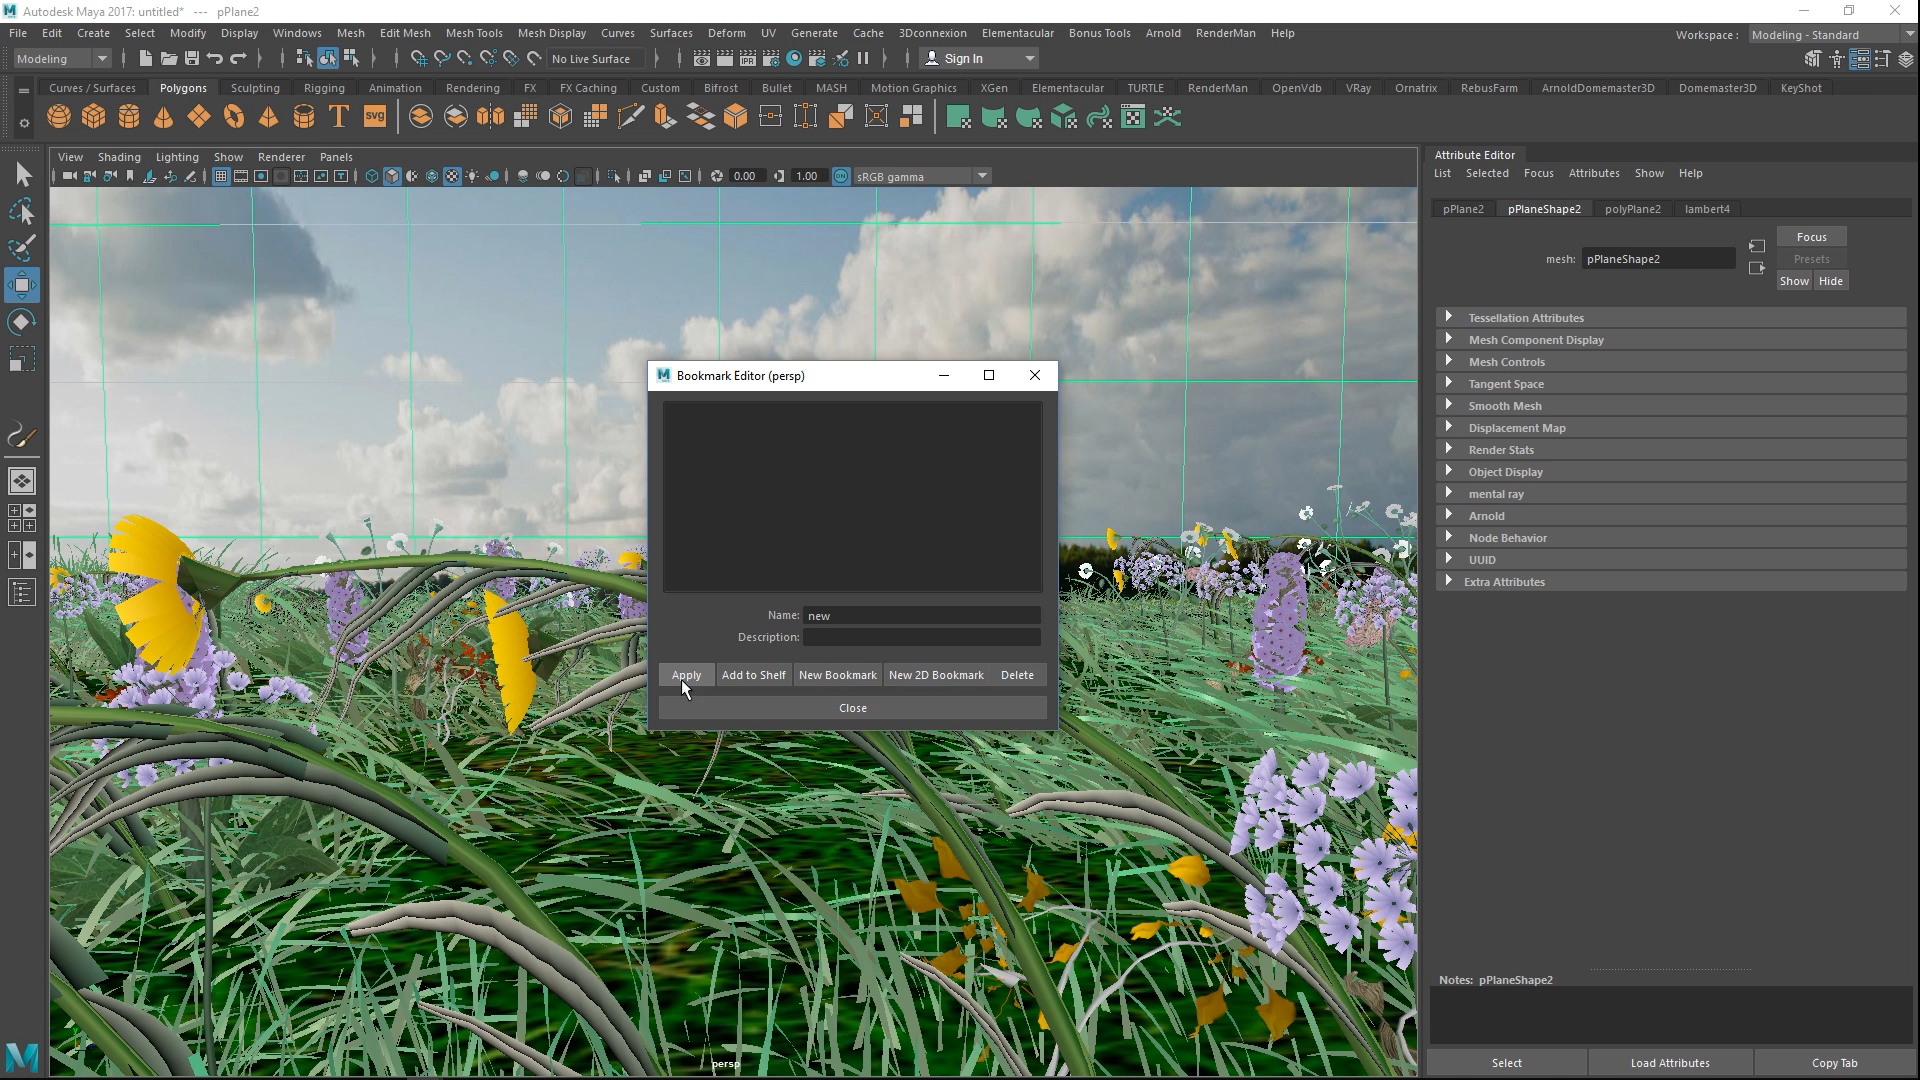 Autodesk Maya 2017: untitled* --- pPlane2
File Edit Create Select Modify Display Windows Mesh Edit Mesh Mesh Tools Mesh Display Curves Surfaces Deform UV Generate Cache 3Dconnexion Elementacular Bonus Tools Arnold RenderMan Help
Workspace : Modeling - Standard
Modeling No Live Surface Sign In
Curves / Surfaces Polygons Sculpting Rigging Animation Rendering FX FX Caching Custom Bifrost Bullet MASH Motion Graphics XGen Elementacular TURTLE RenderMan OpenVdb VRay Ornatrix RebusFarm ArnoldDomemaster3D Domemaster3D KeyShot
T svg
View Shading Lighting Show Renderer Panels
0.00 1.00 ON sRGB gamma
Bookmark Editor (persp)
Name: new
Description:
Apply Add to Shelf New Bookmark New 2D Bookmark Delete
Close
persp
Attribute Editor
List Selected Focus Attributes Show Help
pPlane2 pPlaneShape2 polyPlane2 lambert4
Focus
mesh: pPlaneShape2 Presets
Show Hide
Tessellation Attributes
Mesh Component Display
Mesh Controls
Tangent Space
Smooth Mesh
Displacement Map
Render Stats
Object Display
mental ray
Arnold
Node Behavior
UUID
Extra Attributes
Notes: pPlaneShape2
Select Load Attributes Copy Tab